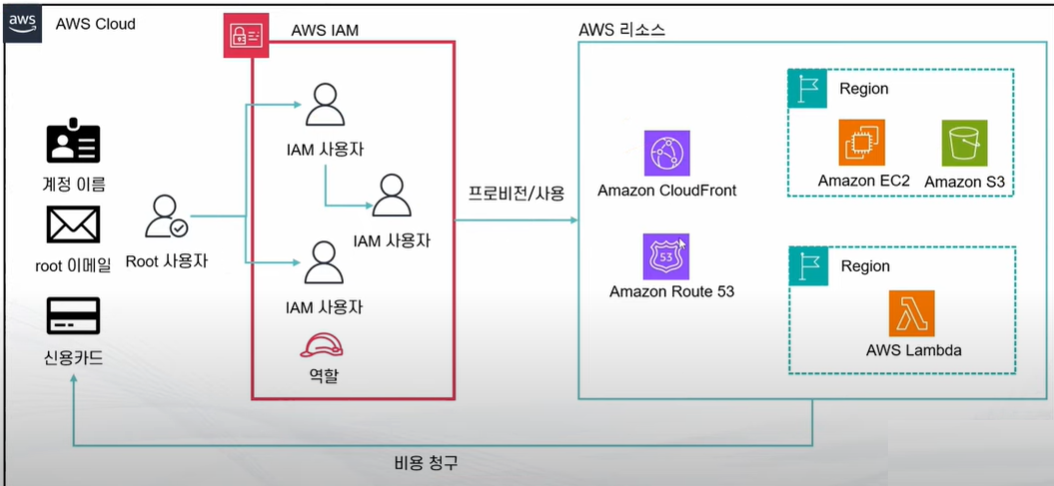 aws
AWS Cloud
AWS IAM
AWS 리소스
계정 이름
root 이메일
신용카드
Root 사용자
IAM 사용자
IAM 사용자
IAM 사용자
역할
프로비전/사용
Amazon CloudFront
53
Amazon Route 53
Region
Amazon EC2
Amazon S3
Region
AWS Lambda
비용 청구